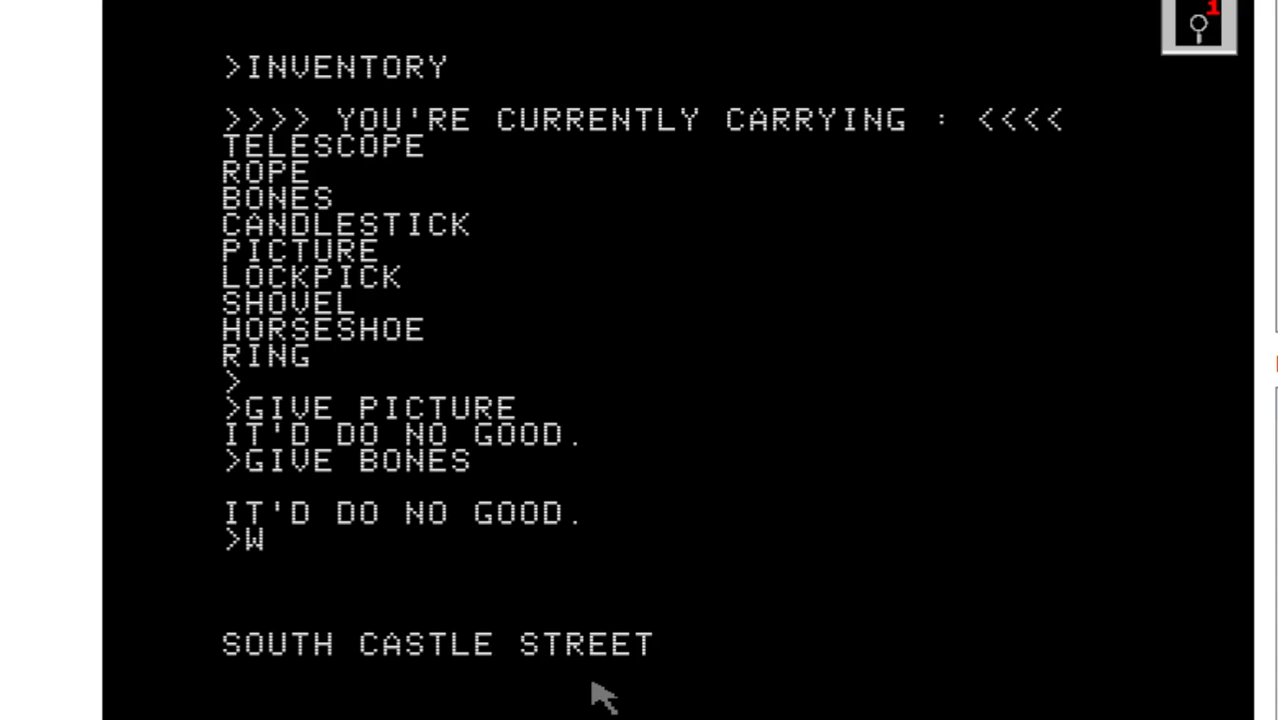 1
>INVENTORY
>>>> YOU'RE CURRENTLY CARRYING : <<<<
TELESCOPE
ROPE
BONES
CANDLESTICK
PICTURE
LOCKPICK
SHOVEL
HORSESHOE
RING
>
>GIVE PICTURE
IT'D DO NO GOOD.
>GIVE BONES
IT'D DO NO GOOD.
>W
SOUTH CASTLE STREET